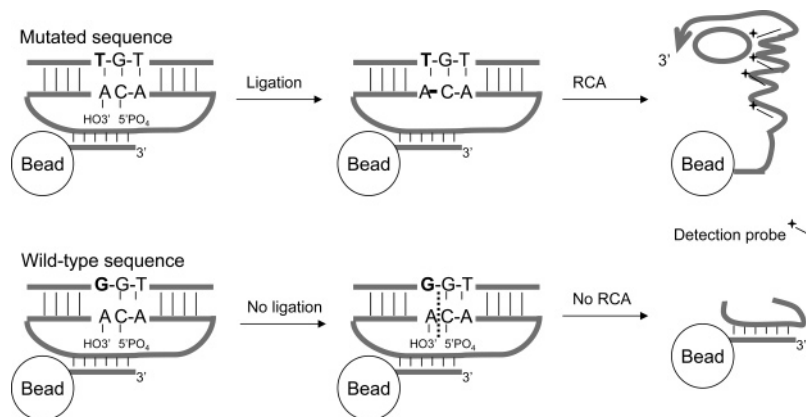 Mutated sequence
T-G-T
A C-A
HO3' 5'PO4
3'
Bead
Ligation
T-G-T
A-C-A
3'
Bead
RCA
3'
Bead
Detection probe
Wild-type sequence
G-G-T
A C-A
HO3' 5'PO4
3'
Bead
No ligation
G-G-T
A C-A
HO3' 5'PO4
3'
Bead
No RCA
3'
Bead